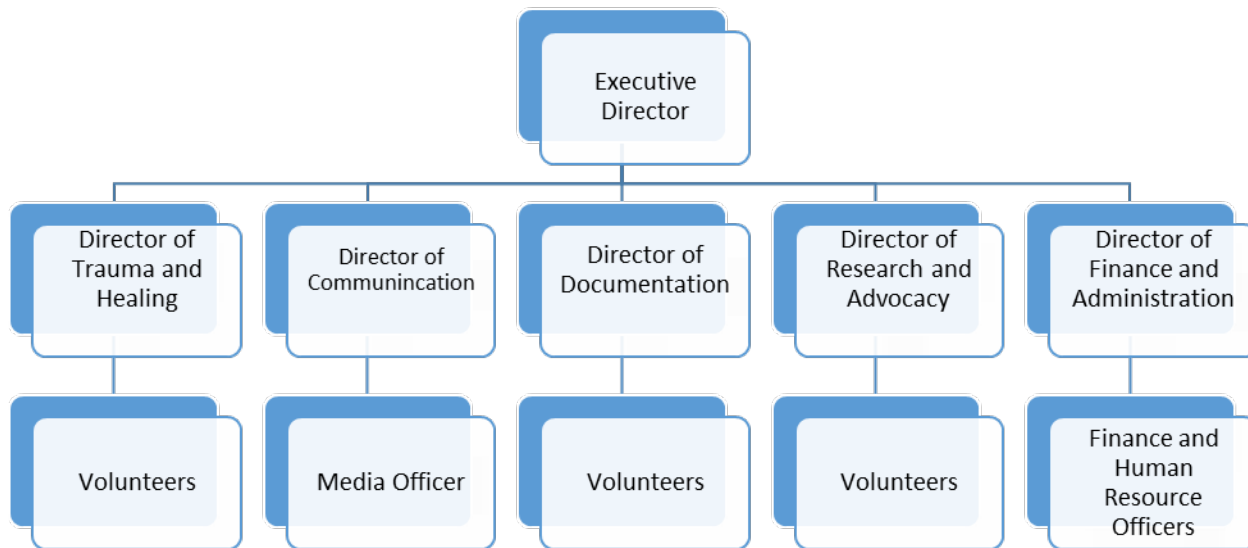 Executive
Director
Director of
Trauma and
Healing
Director of
Communincation
Director of
Documentation
Director of
Research and
Advocacy
Director of
Finance and
Administration
Volunteers
Media Officer
Volunteers
Volunteers
Finance and
Human
Resource
Officers